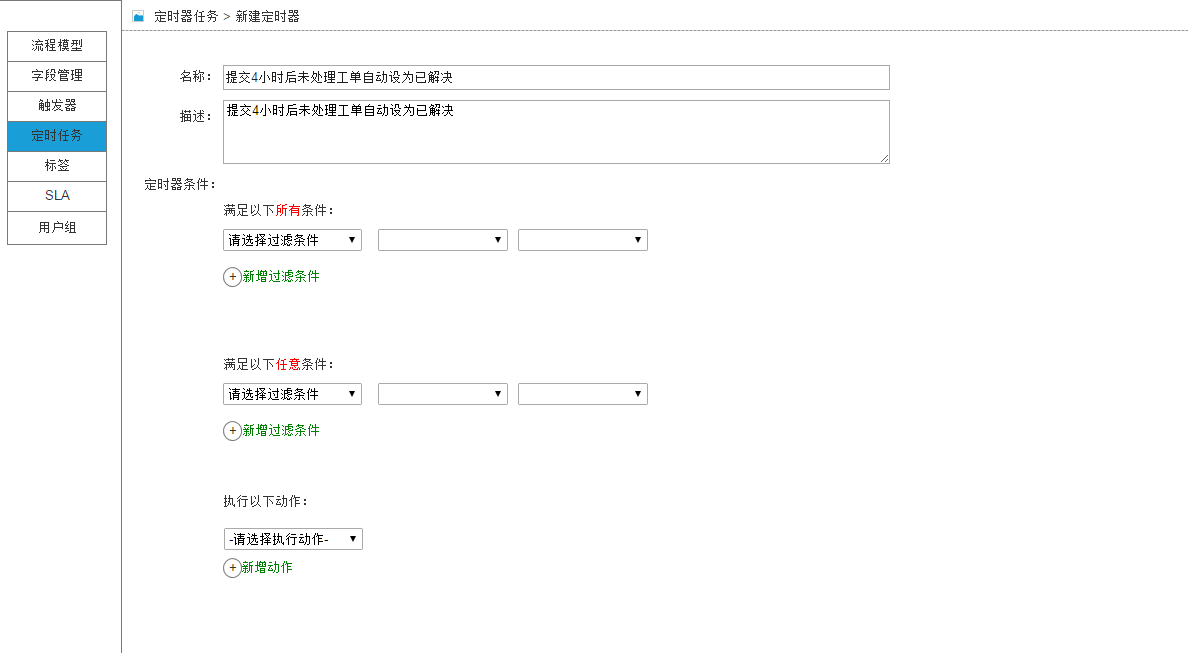 定时器任务 > 新建定时器
流程模型
字段管理
触发器
定时任务
标签
SLA
用户组
名称：
提交4小时后未处理工单自动设为已解决
描述：
提交4小时后未处理工单自动设为已解决
定时器条件：
满足以下所有条件：
请选择过滤条件
+新增过滤条件
满足以下任意条件：
请选择过滤条件
+新增过滤条件
执行以下动作：
-请选择执行动作-
+新增动作